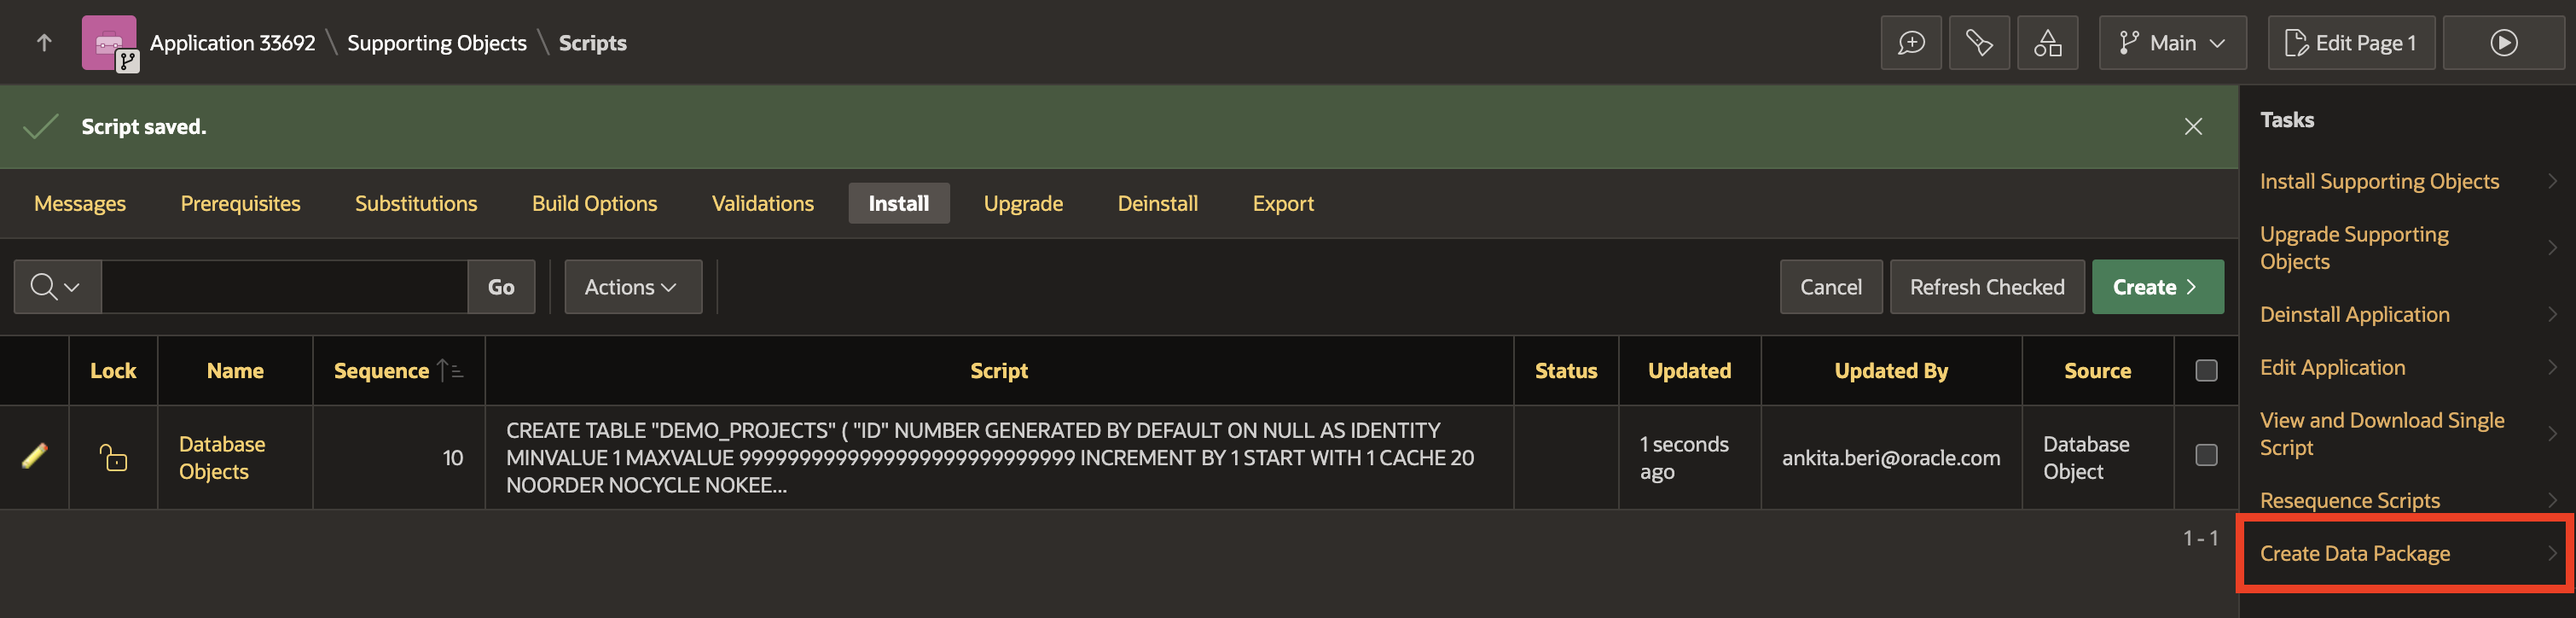 Application 33692 \ Supporting Objects \ Scripts
Main
Edit Page 1
Script saved.
Messages Prerequisites Substitutions Build Options Validations Install Upgrade Deinstall Export
Go
Actions
Cancel
Refresh Checked
Create
Lock Name Sequence Script Status Updated Updated By Source
Database
Objects
10
CREATE TABLE "DEMO_PROJECTS" ( "ID" NUMBER GENERATED BY DEFAULT ON NULL AS IDENTITY
MINVALUE 1 MAXVALUE 9999999999999999999999999999 INCREMENT BY 1 START WITH 1 CACHE 20
NOORDER NOCYCLE NOKEE...
1 seconds
ago
ankita.beri@oracle.com
Database
Object
1 - 1
Tasks
Install Supporting Objects
Upgrade Supporting
Objects
Deinstall Application
Edit Application
View and Download Single
Script
Resequence Scripts
Create Data Package